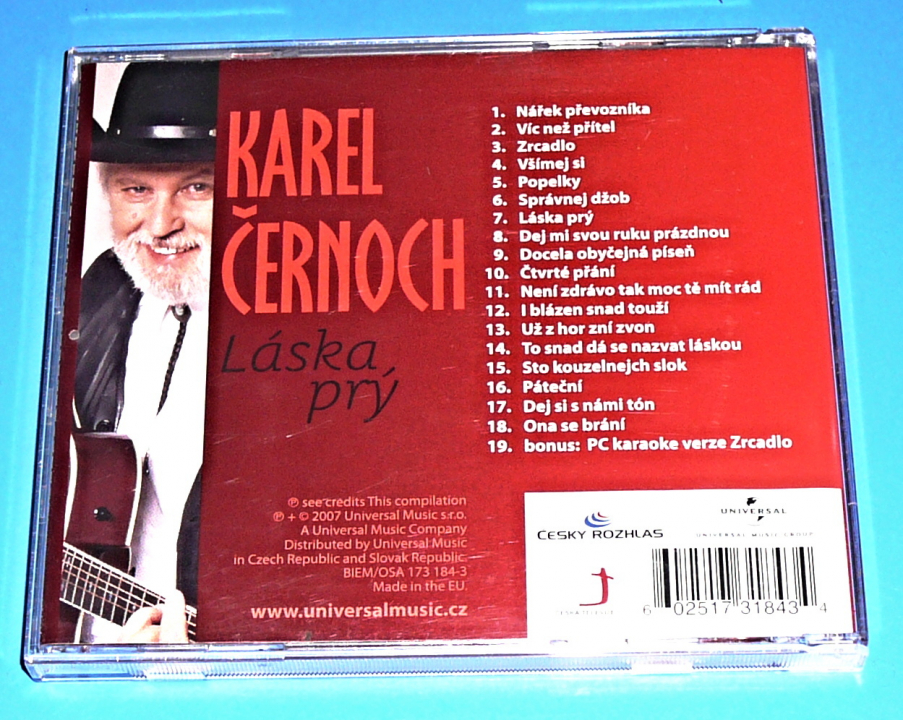 KAREL
ČERNOCH
Láska
prý
1. Nářek převozníka
2. Víc než přítel
3. Zrcadlo
4. Všímej si
5. Popelky
6. Správnej džob
7. Láska prý
8. Dej mi svou ruku prázdnou
9. Docela obyčejná píseň
10. Čtvrté přání
11. Není zdrávo tak moc tě mít rád
12. I blázen snad touží
13. Už z hor zní zvon
14. To snad dá se nazvat láskou
15. Sto kouzelnejch slok
16. Páteční
17. Dej si s námi tón
18. Ona se brání
19. bonus: PC karaoke verze Zrcadlo
℗ see credits This compilation
℗ + © 2007 Universal Music s.r.o.
A Universal Music Company
Distributed by Universal Music
in Czech Republic and Slovak Republic.
BIEM/OSA 173 184-3
Made in the EU.
www.universalmusic.cz
ČESKÝ ROZHLAS
UNIVERSAL
UNIVERSAL MUSIC GROUP
6 02517 31843 4